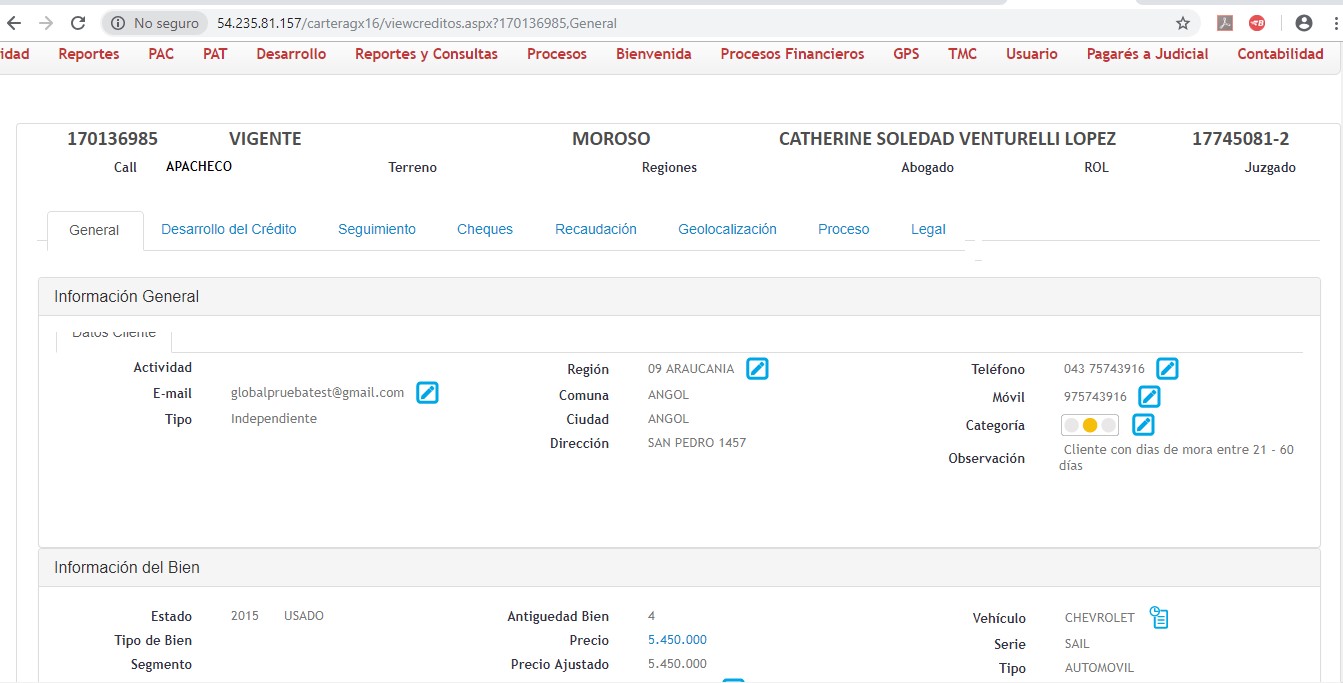 No seguro 54.235.81.157/carteragx16/viewcreditos.aspx?170136985,General
idad Reportes PAC PAT Desarrollo Reportes y Consultas Procesos Bienvenida Procesos Financieros GPS TMC Usuario Pagarés a Judicial Contabilidad
170136985 VIGENTE MOROSO CATHERINE SOLEDAD VENTURELLI LOPEZ 17745081-2
Call APACHECO Terreno Regiones Abogado ROL Juzgado
General Desarrollo del Crédito Seguimiento Cheques Recaudación Geolocalización Proceso Legal
Información General
Datos Cliente
Actividad Región 09 ARAUCANIA Teléfono 043 75743916
E-mail globalpruebatest@gmail.com Comuna ANGOL Móvil 975743916
Tipo Independiente Ciudad ANGOL Categoría
Dirección SAN PEDRO 1457
Observación Cliente con dias de mora entre 21 - 60
días
Información del Bien
Estado 2015 USADO Antiguedad Bien 4 Vehículo CHEVROLET
Tipo de Bien Precio 5.450.000 Serie SAIL
Segmento Precio Ajustado 5.450.000 Tipo AUTOMOVIL